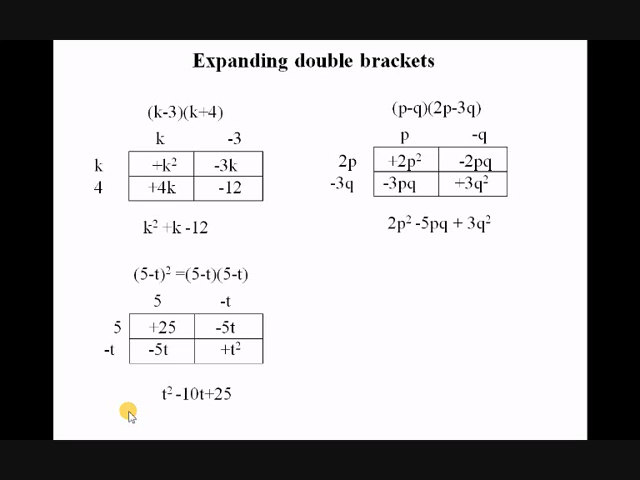 Expanding double brackets
(k-3)(k+4)
k -3
k +k² -3k
4 +4k -12
k² +k -12
(p-q)(2p-3q)
p -q
2p +2p² -2pq
-3q -3pq +3q²
2p² -5pq + 3q²
(5-t)² =(5-t)(5-t)
5 -t
5 +25 -5t
-t -5t +t²
t² -10t+25